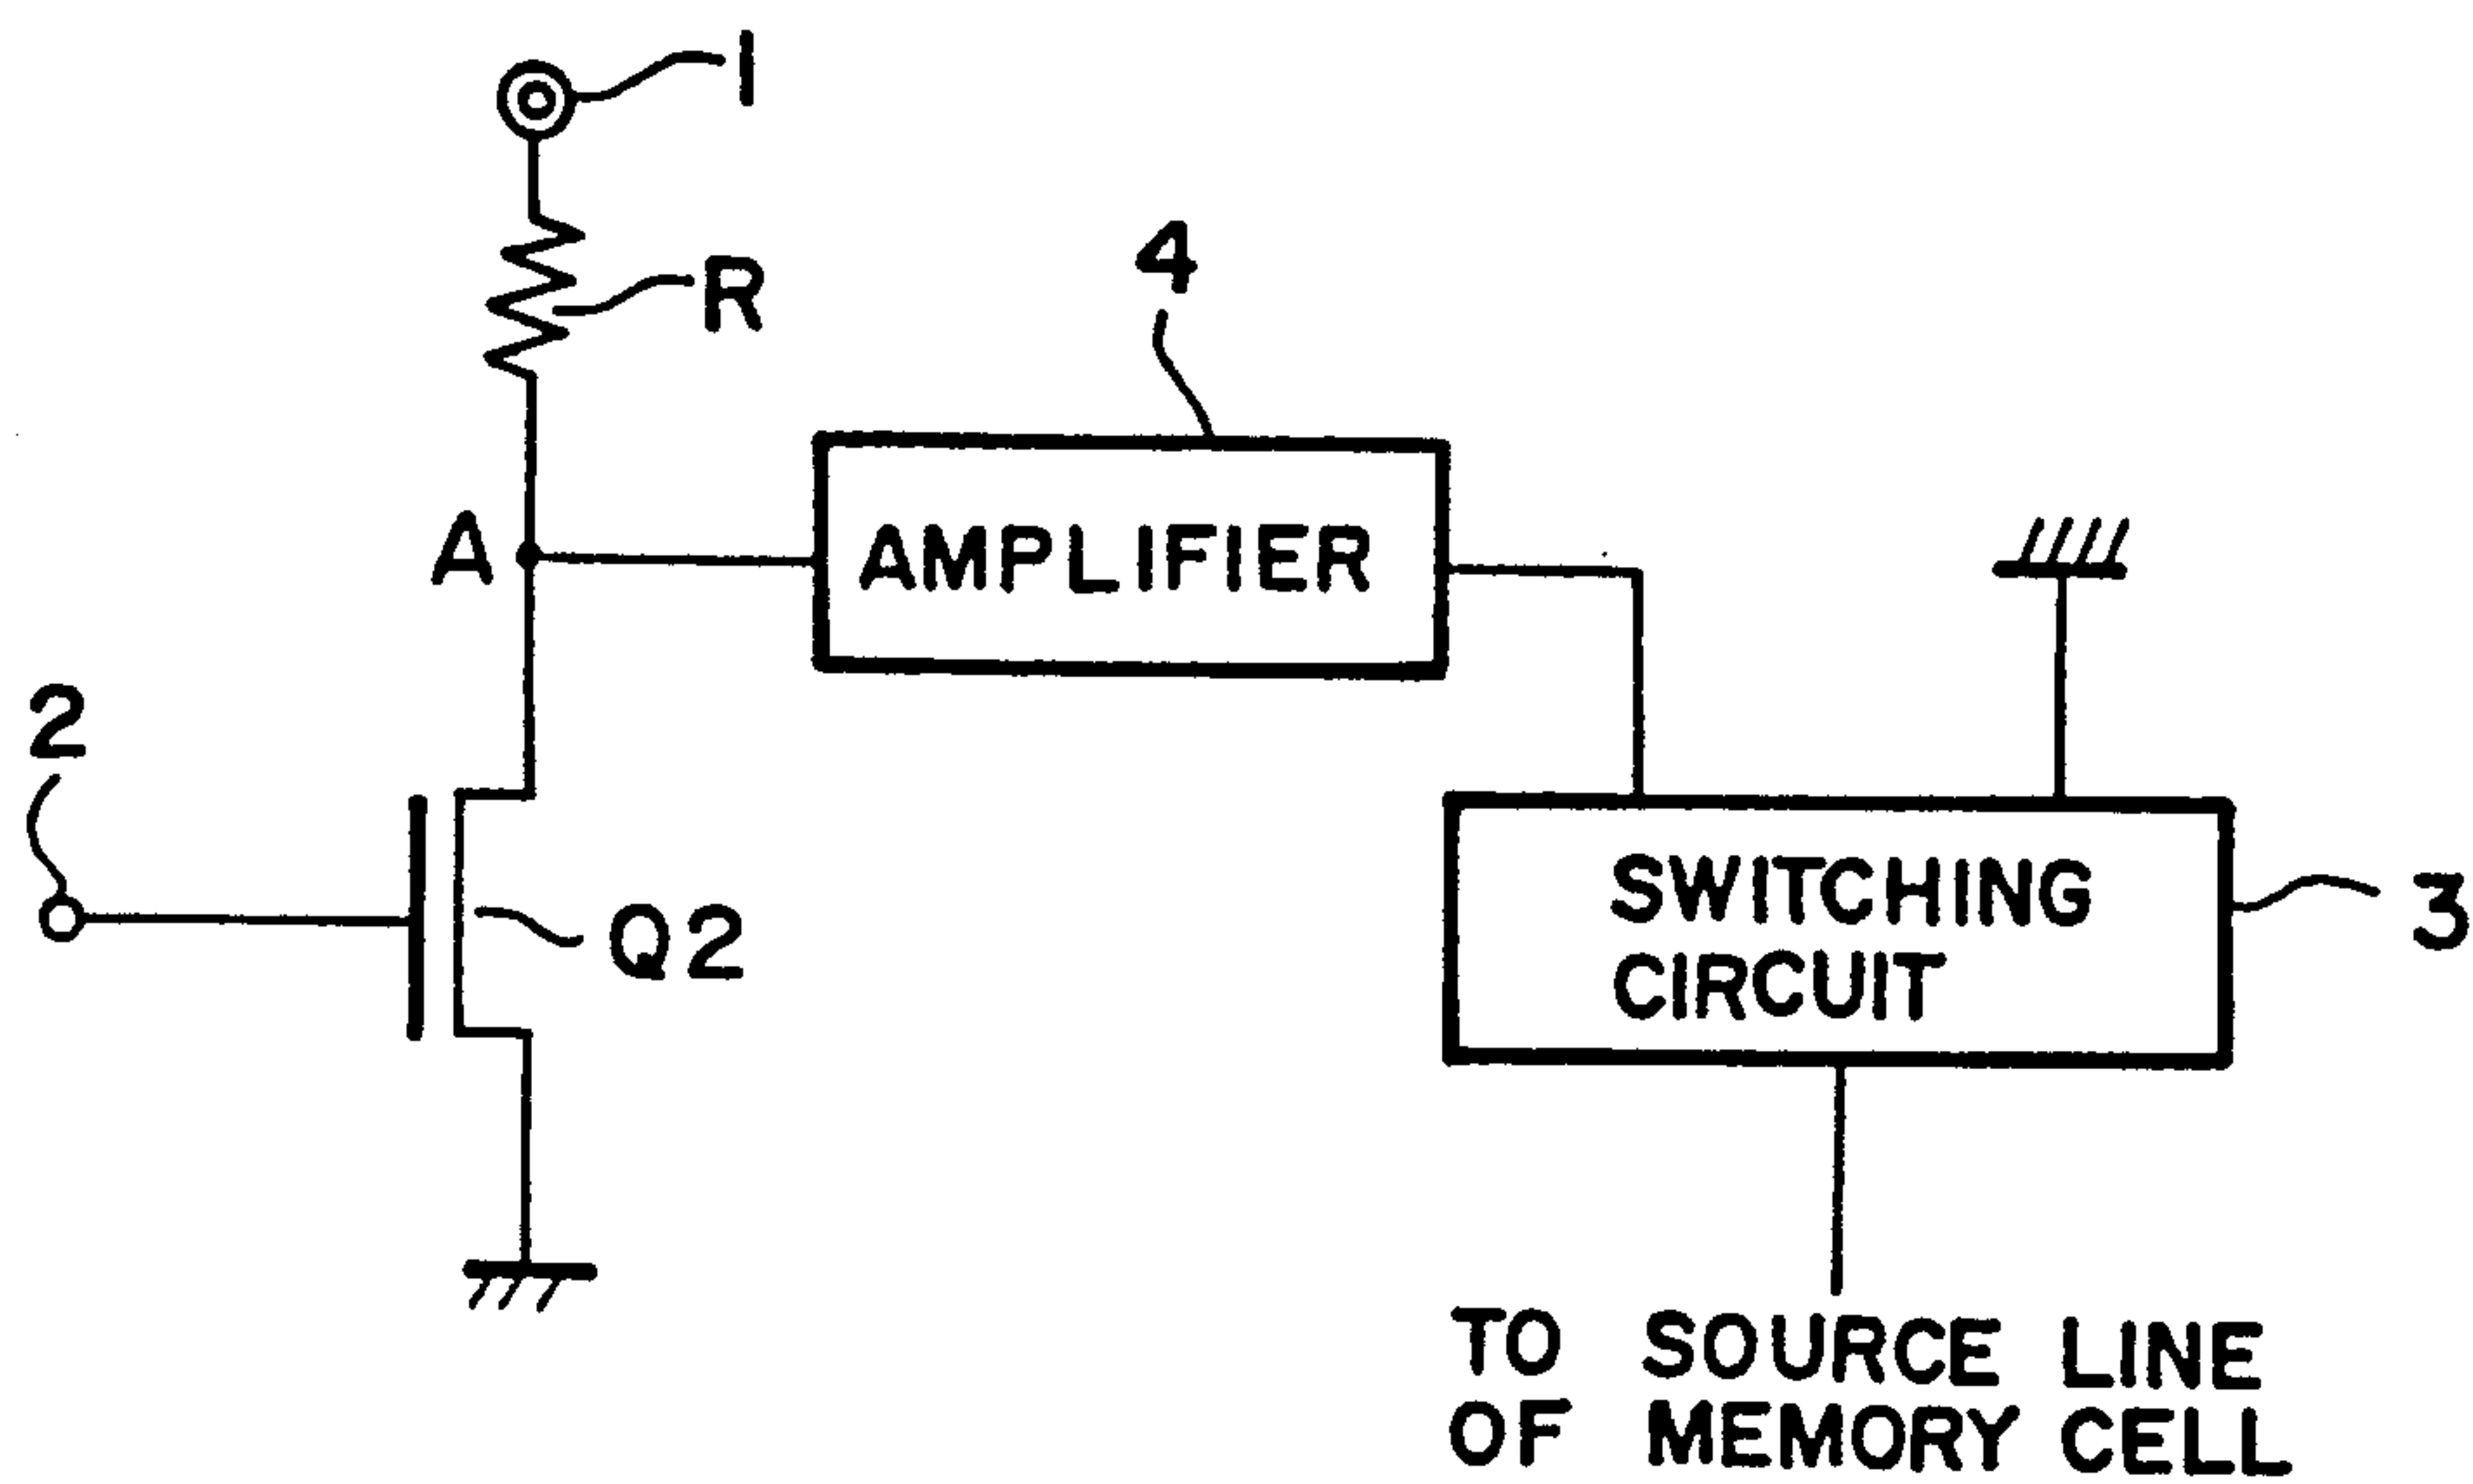 1
R
4
A
AMPLIFIER
2
Q2
SWITCHING
CIRCUIT
3
TO SOURCE LINE
OF MEMORY CELL